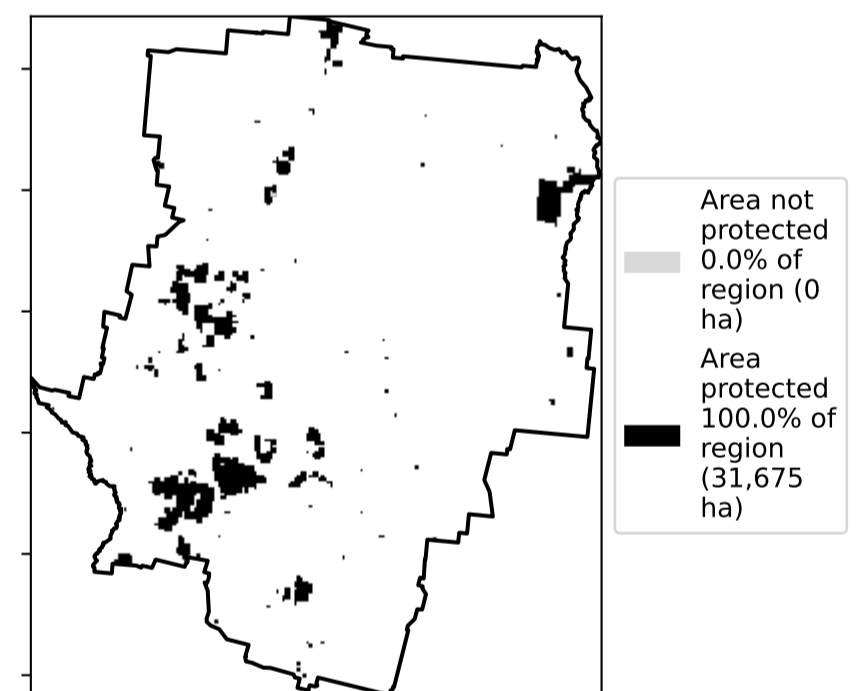 Area not
protected
0.0% of
region (0
ha)
Area
protected
100.0% of
region
(31,675
ha)